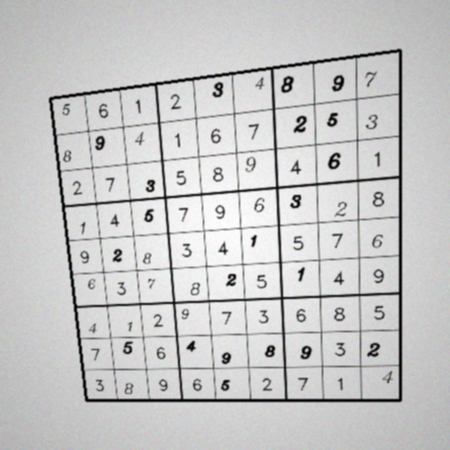 5 6 1 2 3 4 8 9 7
8 9 4 1 6 7 2 5 3
2 7 3 5 8 9 4 6 1
1 4 5 7 9 6 3 2 8
9 2 8 3 4 1 5 7 6
6 3 7 8 2 5 1 4 9
4 1 2 9 7 3 6 8 5
7 5 6 4 9 8 9 3 2
3 8 9 6 5 2 7 1 4